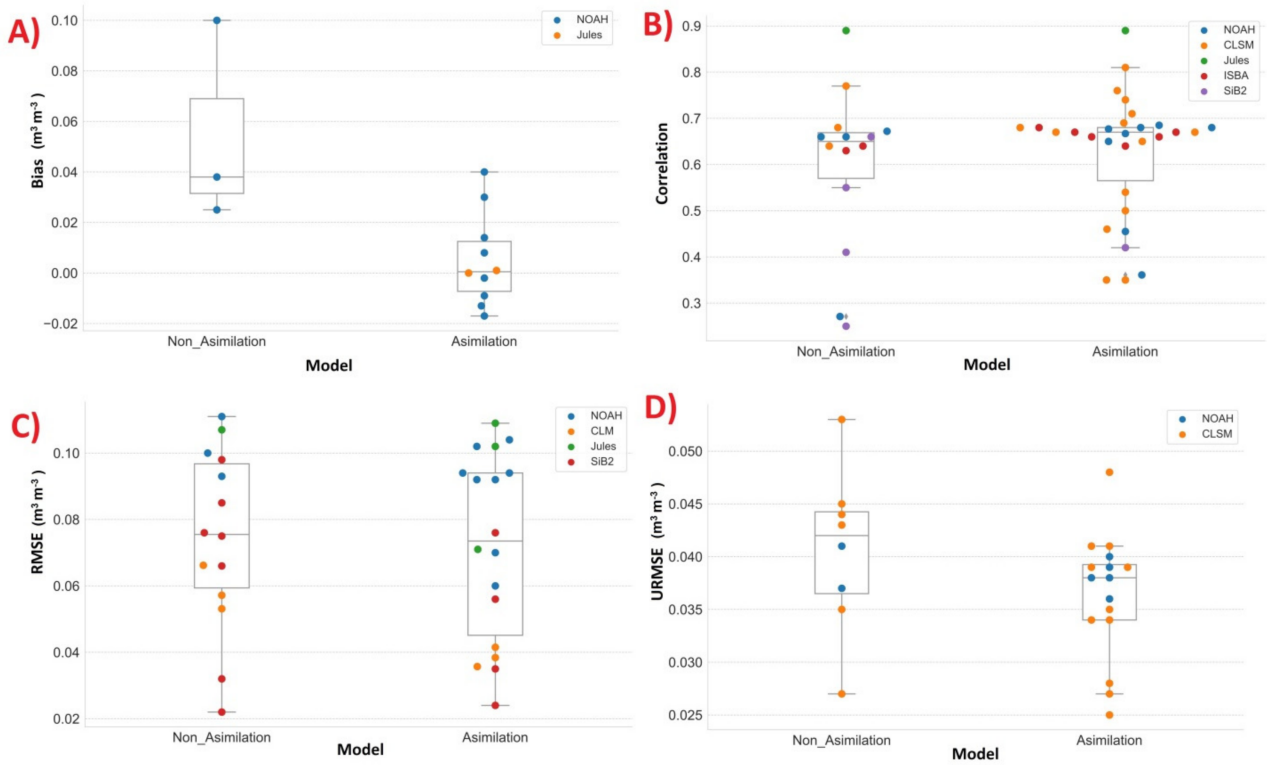 A)
0.10
0.08
0.06
0.04
0.02
0.00
−0.02
Bias (m³ m⁻³)
NOAH
Jules
Non_Asimilation
Asimilation
Model
B)
0.9
0.8
0.7
0.6
0.5
0.4
0.3
Correlation
NOAH
CLSM
Jules
ISBA
SiB2
Non_Asimilation
Asimilation
Model
C)
0.10
0.08
0.06
0.04
0.02
RMSE (m³ m⁻³)
NOAH
CLM
Jules
SiB2
Non_Asimilation
Asimilation
Model
D)
0.050
0.045
0.040
0.035
0.030
0.025
URMSE (m³ m⁻³)
NOAH
CLSM
Non_Asimilation
Asimilation
Model